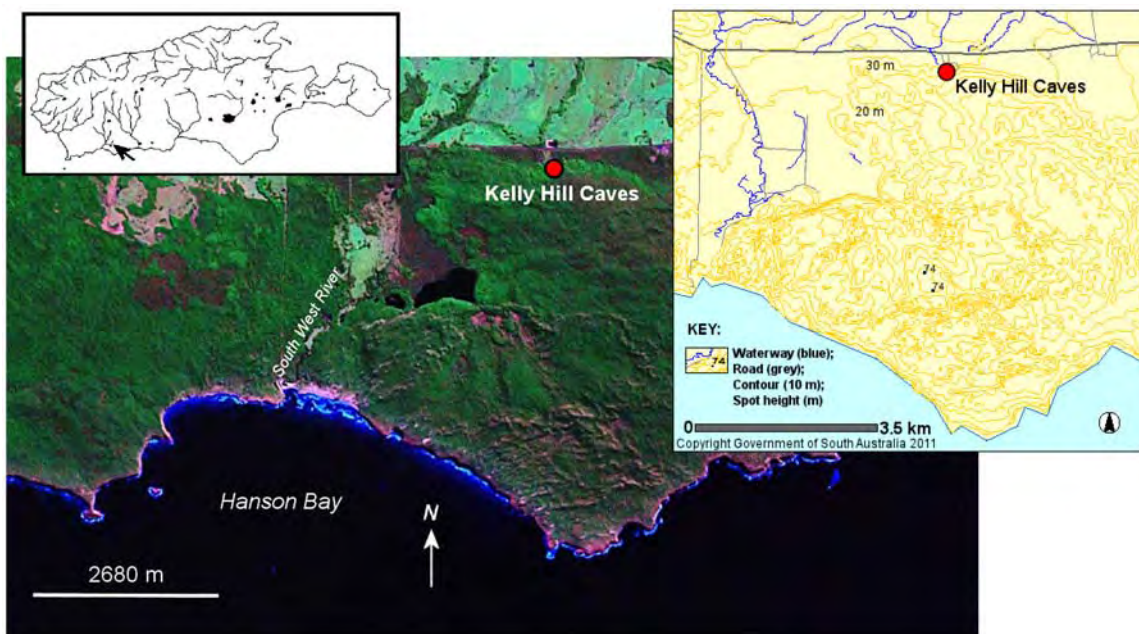 Kelly Hill Caves
South West River
Hanson Bay
N
2680 m
30 m
Kelly Hill Caves
20 m
74
74
KEY:
74
Waterway (blue);
Road (grey);
Contour (10 m);
Spot height (m)
0 3.5 km
Copyright Government of South Australia 2011